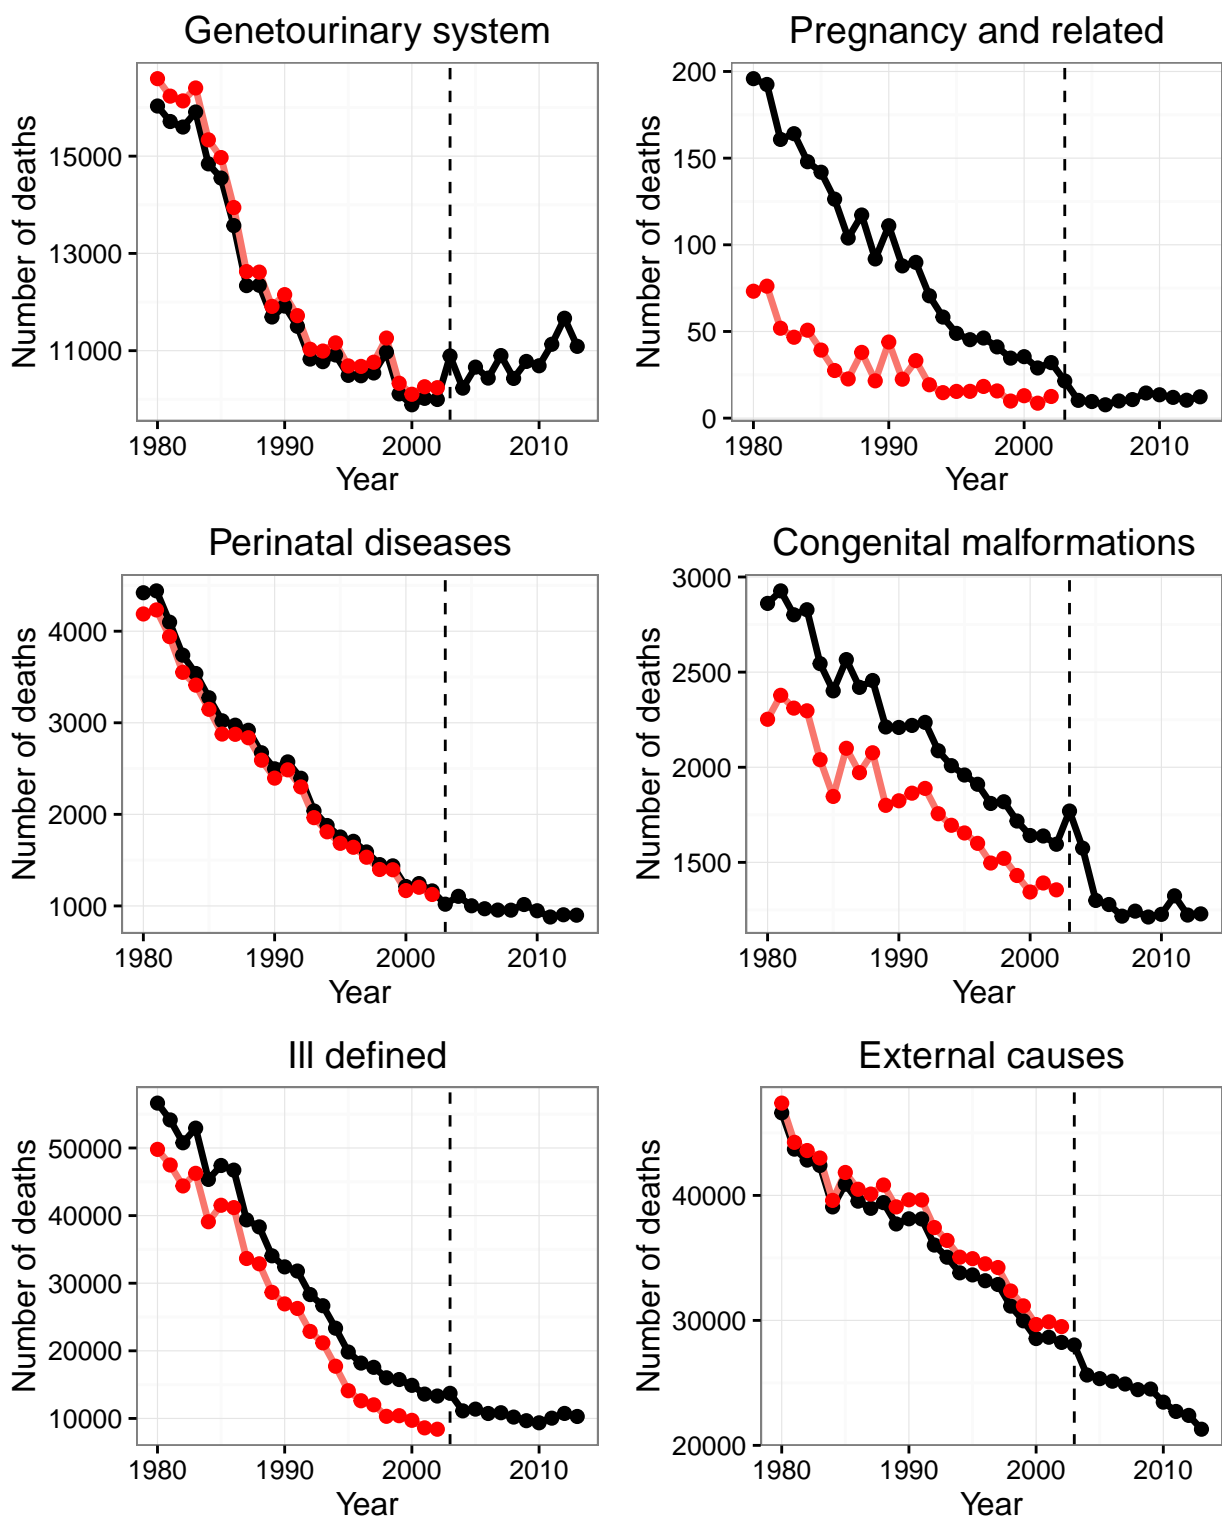 Genetourinary system
Number of deaths
15000
13000
11000
1980 1990 2000 2010
Year
Pregnancy and related
Number of deaths
200
150
100
50
0
1980 1990 2000 2010
Year
Perinatal diseases
Number of deaths
4000
3000
2000
1000
1980 1990 2000 2010
Year
Congenital malformations
Number of deaths
3000
2500
2000
1500
1980 1990 2000 2010
Year
Ill defined
Number of deaths
50000
40000
30000
20000
10000
1980 1990 2000 2010
Year
External causes
Number of deaths
40000
30000
20000
1980 1990 2000 2010
Year